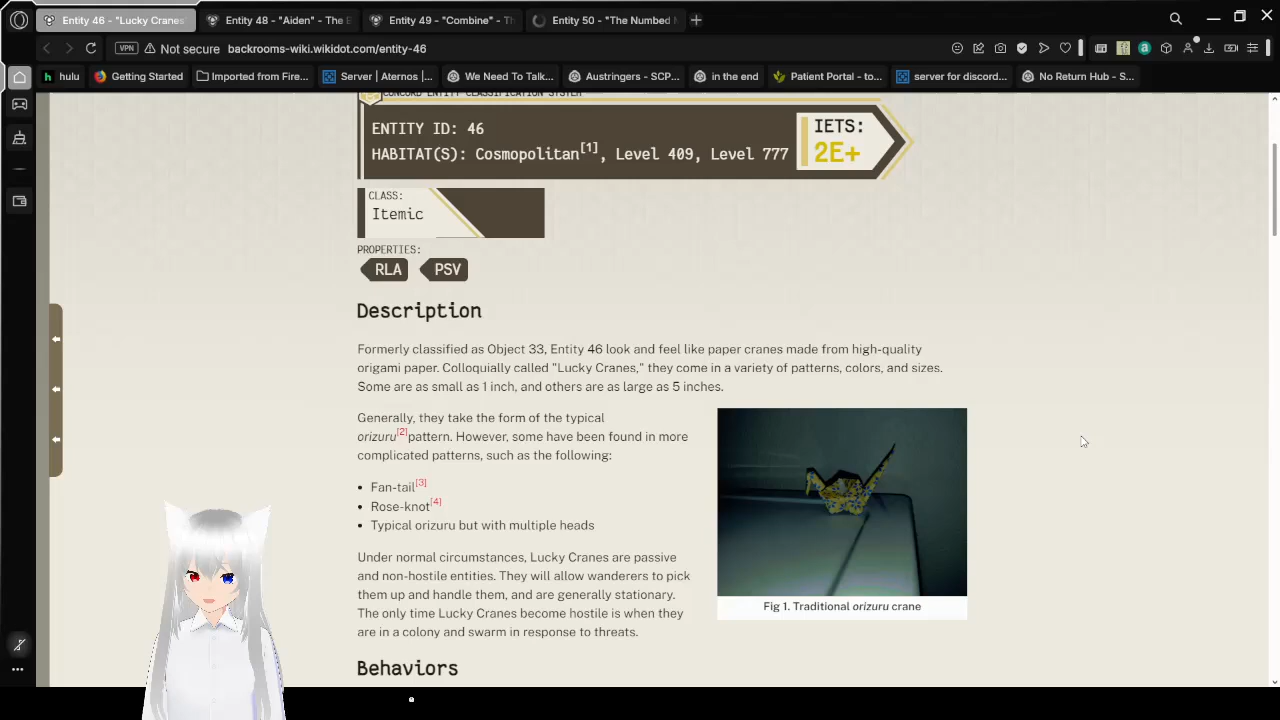 Entity 46 - "Lucky Cranes"
Entity 48 - "Aiden" - The E
Entity 49 - "Combine" - Th
Entity 50 - "The Numbed M
VPN
Not secure
backrooms-wiki.wikidot.com/entity-46
hulu
Getting Started
Imported from Fire...
Server | Aternos |...
We Need To Talk...
Austringers - SCP...
in the end
Patient Portal - to...
server for discord...
No Return Hub - S...
CONCORD ENTITY CLASSIFICATION SYSTEM
ENTITY ID: 46
HABITAT(S): Cosmopolitan[1], Level 409, Level 777
IETS:
2E+
CLASS:
Itemic
PROPERTIES:
RLA
PSV
Description
Formerly classified as Object 33, Entity 46 look and feel like paper cranes made from high-quality
origami paper. Colloquially called "Lucky Cranes," they come in a variety of patterns, colors, and sizes.
Some are as small as 1 inch, and others are as large as 5 inches.
Generally, they take the form of the typical
orizuru[2]pattern. However, some have been found in more
complicated patterns, such as the following:
• Fan-tail[3]
• Rose-knot[4]
• Typical orizuru but with multiple heads
Under normal circumstances, Lucky Cranes are passive
and non-hostile entities. They will allow wanderers to pick
them up and handle them, and are generally stationary.
The only time Lucky Cranes become hostile is when they
are in a colony and swarm in response to threats.
Fig 1. Traditional orizuru crane
Behaviors